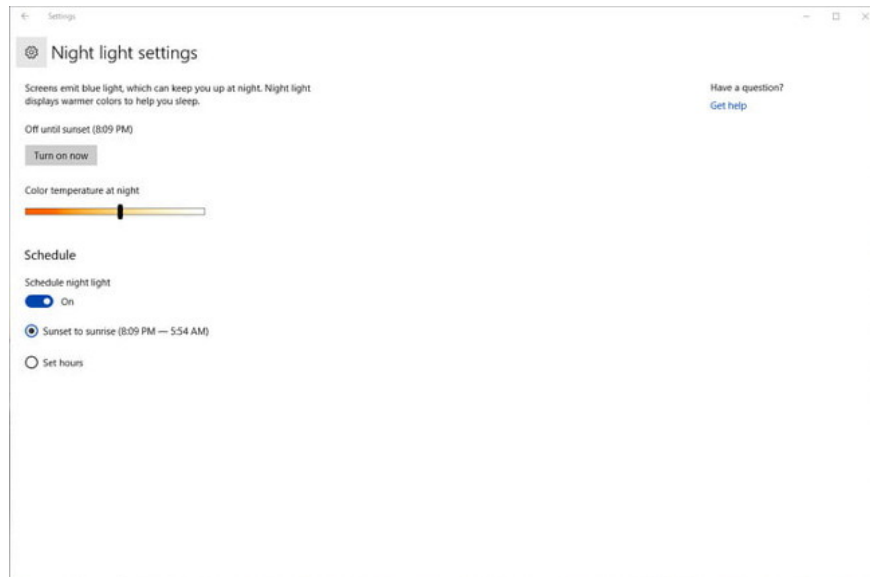 Settings
Night light settings
Screens emit blue light, which can keep you up at night. Night light
displays warmer colors to help you sleep.
Off until sunset (8:09 PM)
Turn on now
Color temperature at night
Schedule
Schedule night light
On
Sunset to sunrise (8:09 PM — 5:54 AM)
Set hours
Have a question?
Get help